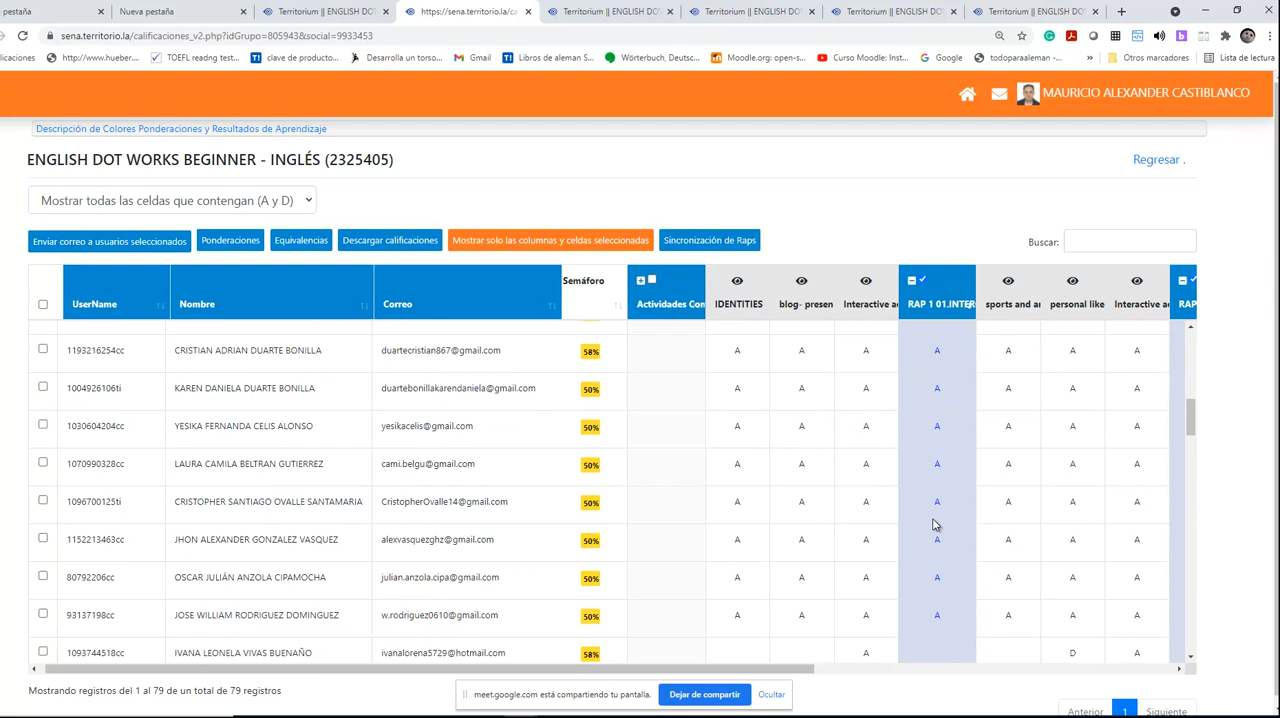 pestaña
Nueva pestaña
Territorium || ENGLISH DOT
https://sena.territorio.la/ca
Territorium || ENGLISH DOT
Territorium || ENGLISH DOT
Territorium || ENGLISH DOT
Territorium || ENGLISH DOT
sena.territorio.la/calificaciones_v2.php?idGrupo=805943&social=9933453
licaciones
http://www.hueber...
TOEFL readng test...
clave de producto...
Desarrolla un torso...
Gmail
Libros de aleman S...
Wörterbuch, Deutsc...
Moodle.org: open-s...
Curso Moodle: Inst...
Google
todoparaaleman -...
»
Otros marcadores
Lista de lectura
MAURICIO ALEXANDER CASTIBLANCO
Descripción de Colores Ponderaciones y Resultados de Aprendizaje
ENGLISH DOT WORKS BEGINNER - INGLÉS (2325405)
Regresar .
Mostrar todas las celdas que contengan (A y D)
Enviar correo a usuarios seleccionados
Ponderaciones
Equivalencias
Descargar calificaciones
Mostrar solo las columnas y celdas seleccionadas
Sincronización de Raps
Buscar:
UserName Nombre Correo Semáforo Actividades Con IDENTITIES blog- presen Interactive ac RAP 1 01.INTER sports and ar personal like Interactive ac RAP
1193216254cc CRISTIAN ADRIAN DUARTE BONILLA duartecristian867@gmail.com 58% A A A A A A A
1004926106ti KAREN DANIELA DUARTE BONILLA duartebonillakarendaniela@gmail.com 50% A A A A A A A
1030604204cc YESIKA FERNANDA CELIS ALONSO yesikacelis@gmail.com 50% A A A A A A A
1070990328cc LAURA CAMILA BELTRAN GUTIERREZ cami.belgu@gmail.com 50% A A A A A A A
1096700125ti CRISTOPHER SANTIAGO OVALLE SANTAMARIA CristopherOvalle14@gmail.com 50% A A A A A A A
1152213463cc JHON ALEXANDER GONZALEZ VASQUEZ alexvasquezghz@gmail.com 50% A A A A A A A
80792206cc OSCAR JULIÁN ANZOLA CIPAMOCHA julian.anzola.cipa@gmail.com 50% A A A A A A A
93137198cc JOSE WILLIAM RODRIGUEZ DOMINGUEZ w.rodriguez0610@gmail.com 50% A A A A A A A
1093744518cc IVANA LEONELA VIVAS BUENAÑO ivanalorena5729@hotmail.com 58% A D A
Mostrando registros del 1 al 79 de un total de 79 registros
meet.google.com está compartiendo tu pantalla.
Dejar de compartir
Ocultar
Anterior
1
Siguiente